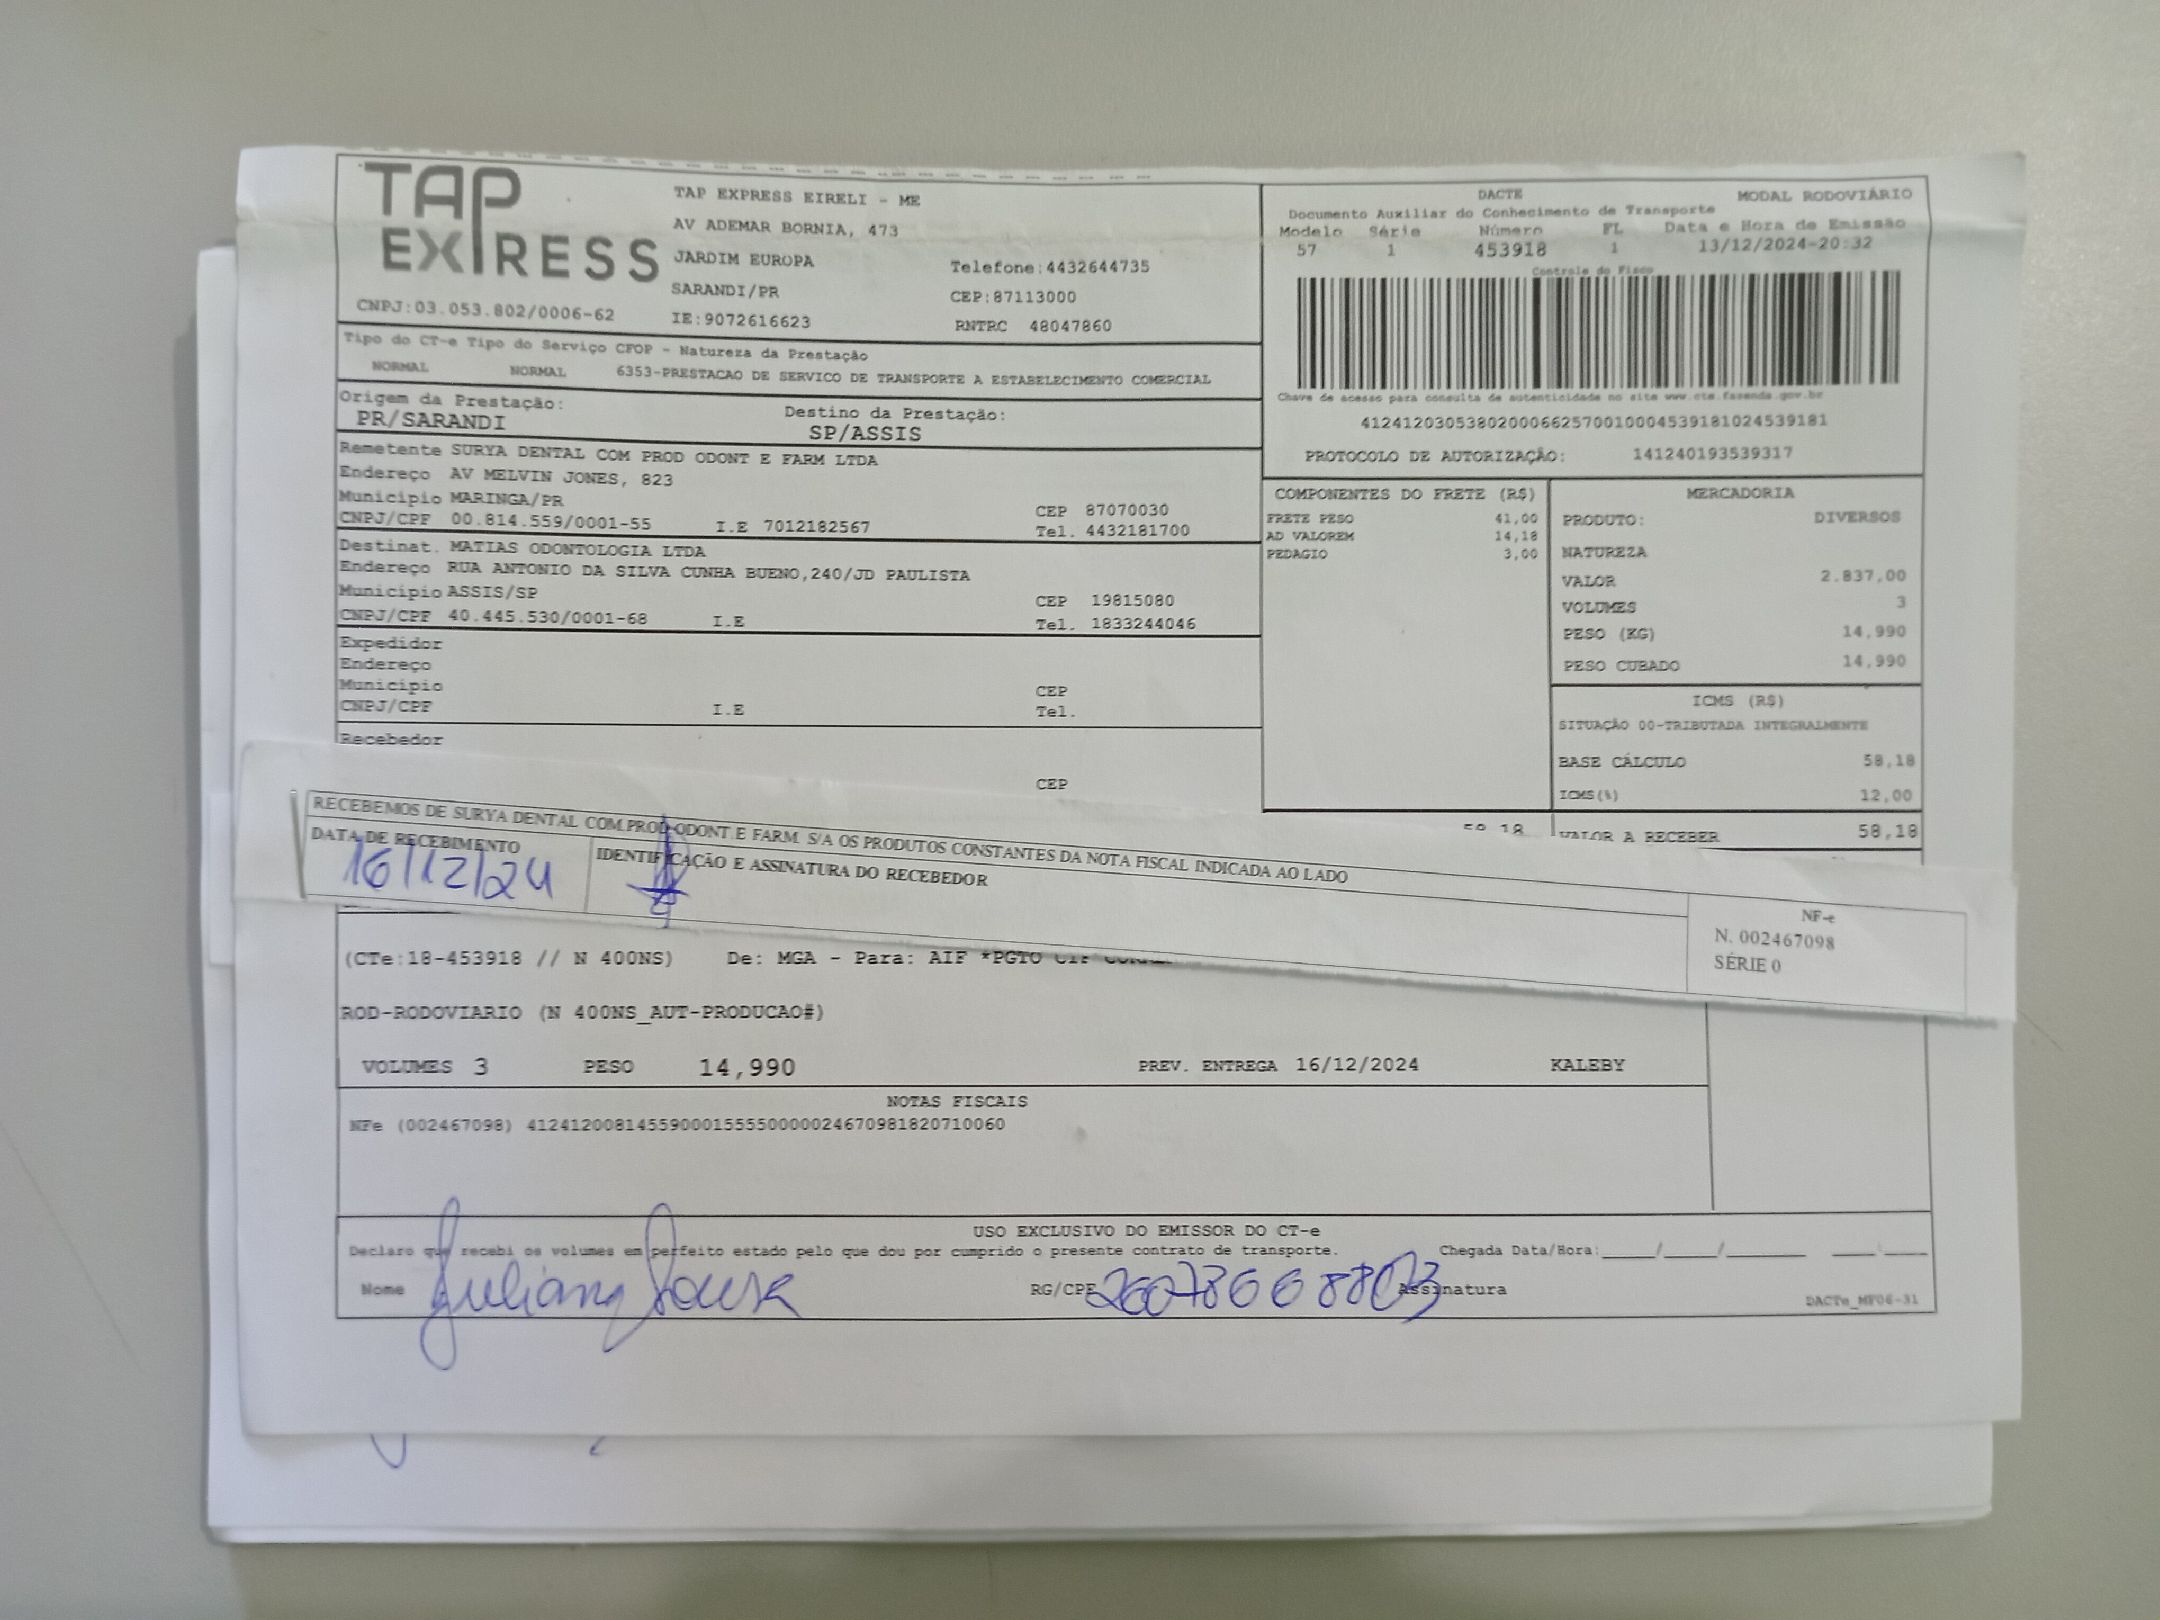 TAP
EXPRESS
CNPJ:03.053.802/0006-62
TAP EXPRESS EIRELI - ME
AV ADEMAR BORNIA, 473
JARDIM EUROPA
Telefone:4432644735
SARANDI/PR
CEP:87113000
IE:9072616623
RNTRC 48047860
DACTE
MODAL RODOVIÁRIO
Documento Auxiliar do Conhecimento de Transporte
Modelo Série Número FL Data e Hora de Emissão
57 1 453918 1 13/12/2024-20:32
Controle do Fisco
Chave de acesso para consulta de autenticidade no site www.cte.fazenda.gov.br
41241203053802000662570010004539181024539181
PROTOCOLO DE AUTORIZAÇÃO: 141240193539317
Tipo do CT-e Tipo do Serviço CFOP - Natureza da Prestação
NORMAL NORMAL 6353-PRESTACAO DE SERVICO DE TRANSPORTE A ESTABELECIMENTO COMERCIAL
Origem da Prestação: Destino da Prestação:
PR/SARANDI SP/ASSIS
Remetente SURYA DENTAL COM PROD ODONT E FARM LTDA
Endereço AV MELVIN JONES, 823
Município MARINGA/PR CEP 87070030
CNPJ/CPF 00.814.559/0001-55 I.E 7012182567 Tel. 4432181700
Destinat. MATIAS ODONTOLOGIA LTDA
Endereço RUA ANTONIO DA SILVA CUNHA BUENO,240/JD PAULISTA
Município ASSIS/SP CEP 19815080
CNPJ/CPF 40.445.530/0001-68 I.E Tel. 1833244046
Expedidor
Endereço
Município CEP
CNPJ/CPF I.E Tel.
Recebedor
CEP
COMPONENTES DO FRETE (R$)
FRETE PESO 41,00
AD VALOREM 14,18
PEDAGIO 3,00
MERCADORIA
PRODUTO: DIVERSOS
NATUREZA
VALOR 2.837,00
VOLUMES 3
PESO (KG) 14,990
PESO CUBADO 14,990
ICMS (R$)
SITUAÇÃO 00-TRIBUTADA INTEGRALMENTE
BASE CÁLCULO 58,18
ICMS(%) 12,00
VALOR A RECEBER 58,18
RECEBEMOS DE SURYA DENTAL COM.PROD.ODONT.E FARM. S/A OS PRODUTOS CONSTANTES DA NOTA FISCAL INDICADA AO LADO
DATA DE RECEBIMENTO
16/12/24
IDENTIFICAÇÃO E ASSINATURA DO RECEBEDOR
NF-e
N. 002467098
SÉRIE 0
(CTe:18-453918 // N 400NS) De: MGA - Para: AIF *PGTO CIF
ROD-RODOVIARIO (N 400NS_AUT-PRODUCAO#)
VOLUMES 3 PESO 14,990 PREV. ENTREGA 16/12/2024 KALEBY
NOTAS FISCAIS
NFe (002467098) 41241200814559000155550000024670981820710060
USO EXCLUSIVO DO EMISSOR DO CT-e
Declaro que recebi os volumes em perfeito estado pelo que dou por cumprido o presente contrato de transporte. Chegada Data/Hora:____/____/______ ___:___
Nome Juliana Sousa RG/CPF 26078668803 Assinatura
DACTe_MF06-31